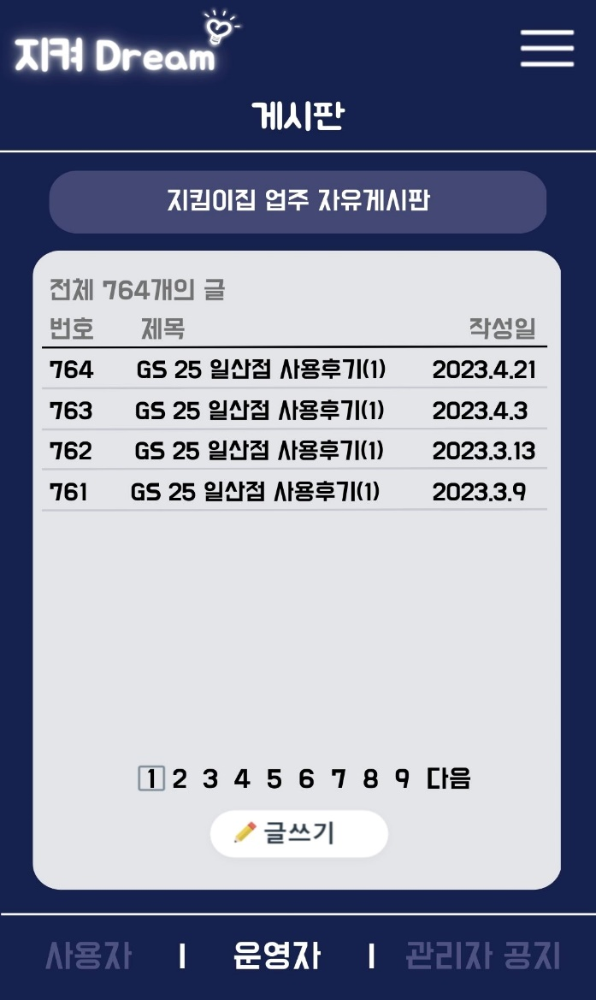 지켜 Dream
게시판
지킴이집 업주 자유게시판
전체 764개의 글
번호 제목 작성일
764 GS 25 일산점 사용후기(1) 2023.4.21
763 GS 25 일산점 사용후기(1) 2023.4.3
762 GS 25 일산점 사용후기(1) 2023.3.13
761 GS 25 일산점 사용후기(1) 2023.3.9
1 2 3 4 5 6 7 8 9 다음
글쓰기
사용자 | 운영자 | 관리자 공지